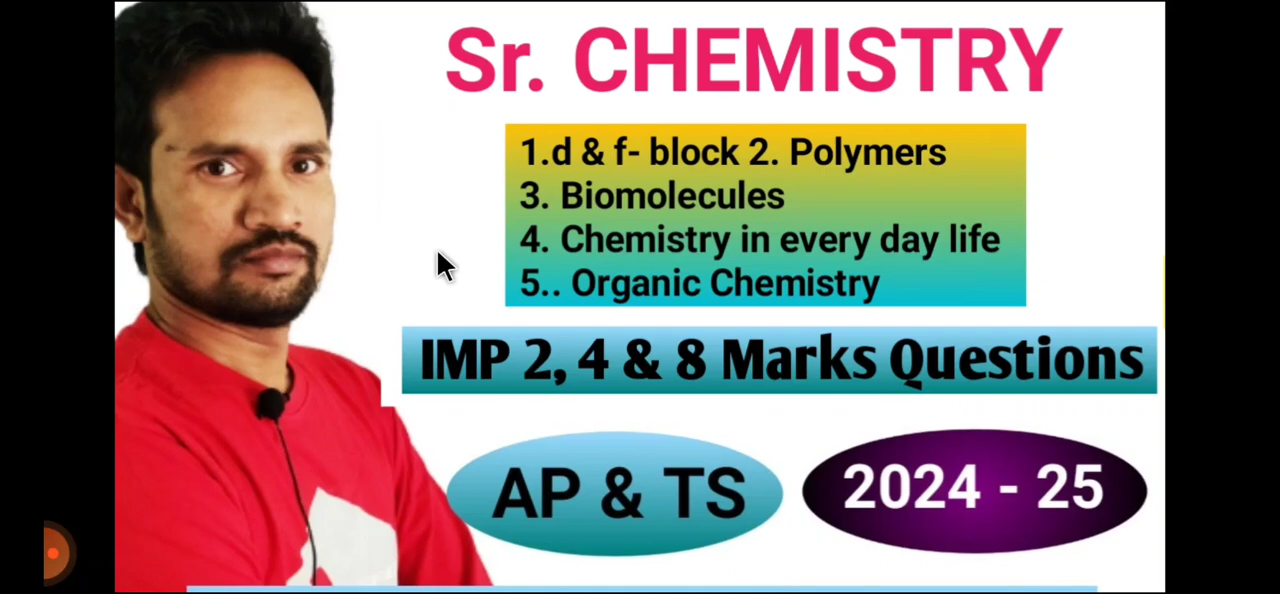 Sr. CHEMISTRY
1.d & f- block 2. Polymers
3. Biomolecules
4. Chemistry in every day life
5.. Organic Chemistry
IMP 2, 4 & 8 Marks Questions
AP & TS
2024 - 25